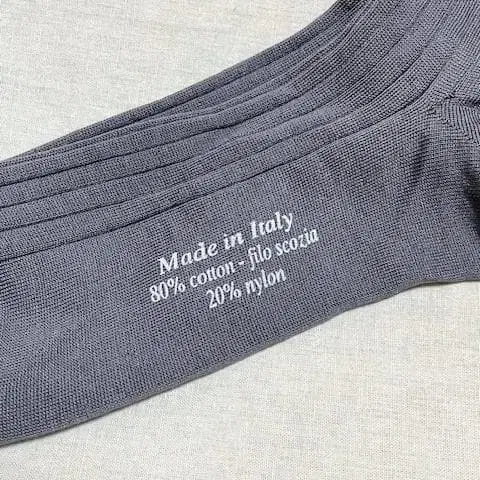 Made in Italy
80% cotton - filo scozia
20% nylon